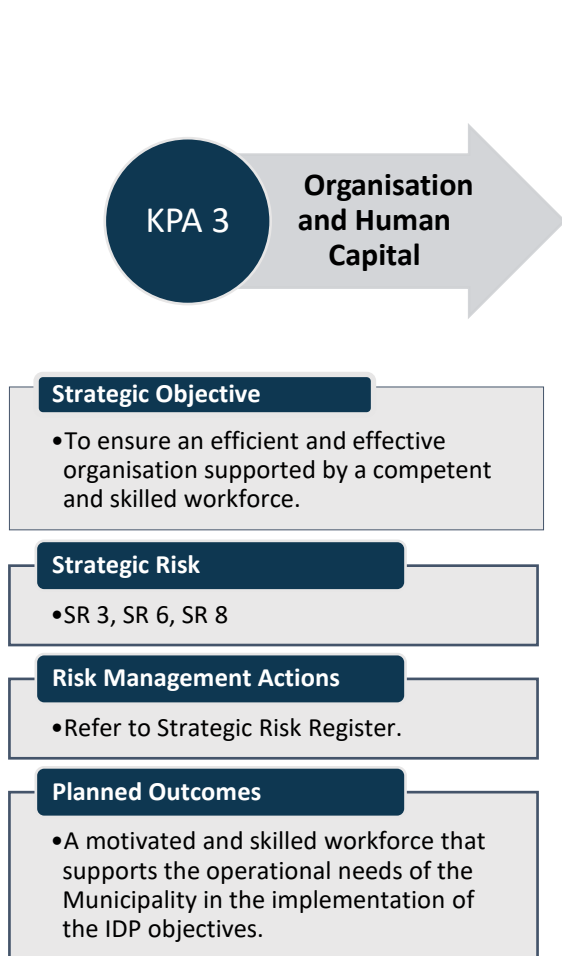 KPA 3
Organisation
and Human
Capital
Strategic Objective
•To ensure an efficient and effective
organisation supported by a competent
and skilled workforce.
Strategic Risk
•SR 3, SR 6, SR 8
Risk Management Actions
•Refer to Strategic Risk Register.
Planned Outcomes
•A motivated and skilled workforce that
supports the operational needs of the
Municipality in the implementation of
the IDP objectives.